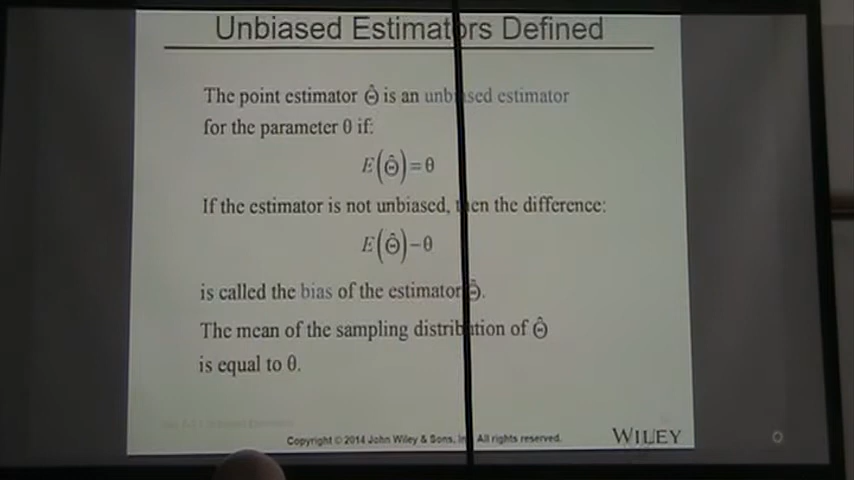 Unbiased Estimators Defined
The point estimator Θ̂ is an unbiased estimator
for the parameter θ if:
E(Θ̂) = θ
If the estimator is not unbiased, then the difference:
E(Θ̂) − θ
is called the bias of the estimator Θ̂.
The mean of the sampling distribution of Θ̂
is equal to θ.
Copyright © 2014 John Wiley & Sons, Inc. All rights reserved.
WILEY